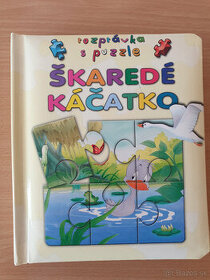 rozprávka
s puzzle
ŠKAREDÉ
KÁČATKO